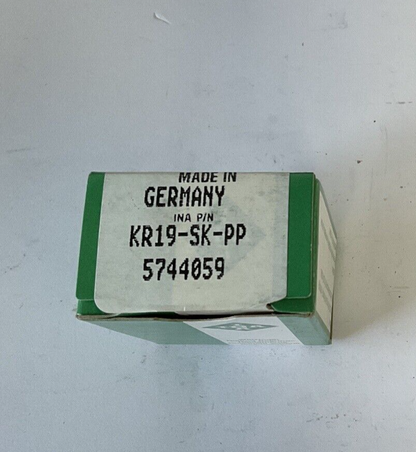 MADE IN
GERMANY
INA P/N
KR19-SK-PP
5744059